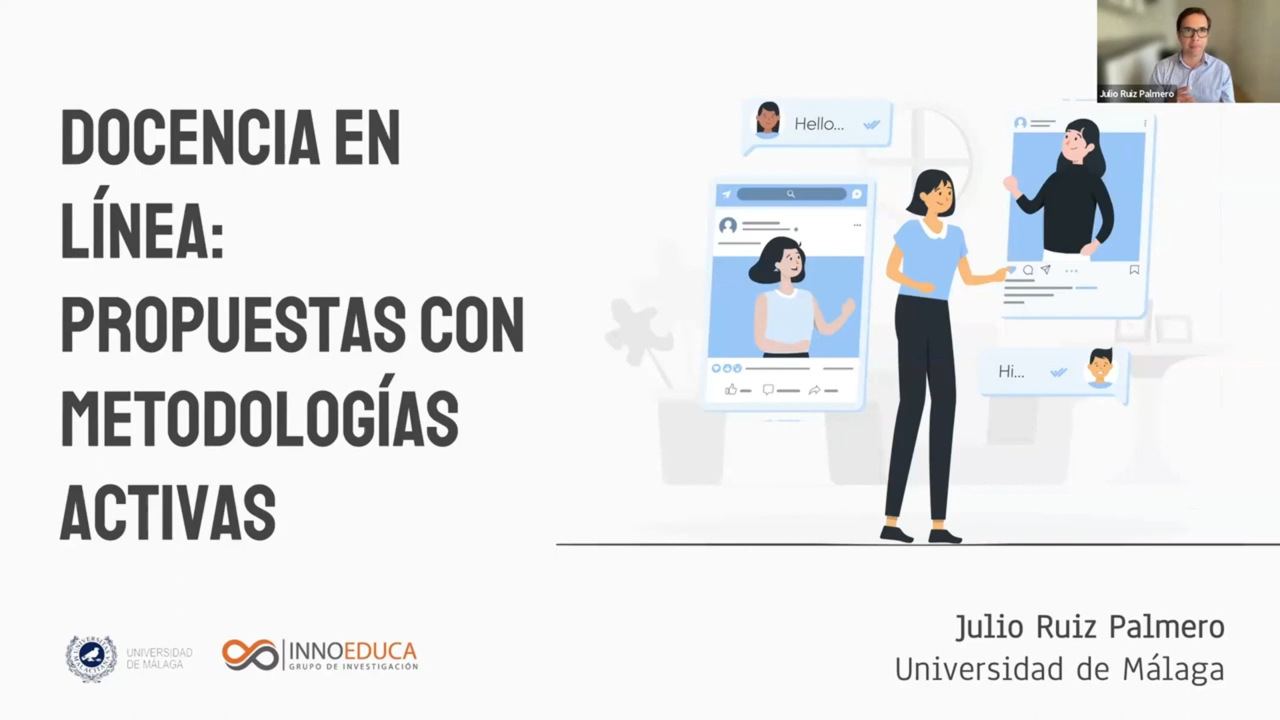 Julio Ruiz Palmero
DOCENCIA EN
LÍNEA:
PROPUESTAS CON
METODOLOGÍAS
ACTIVAS
Hello...
Hi...
UNIVERSIDAD
DE MÁLAGA
INNOEDUCA
GRUPO DE INVESTIGACIÓN
Julio Ruiz Palmero
Universidad de Málaga